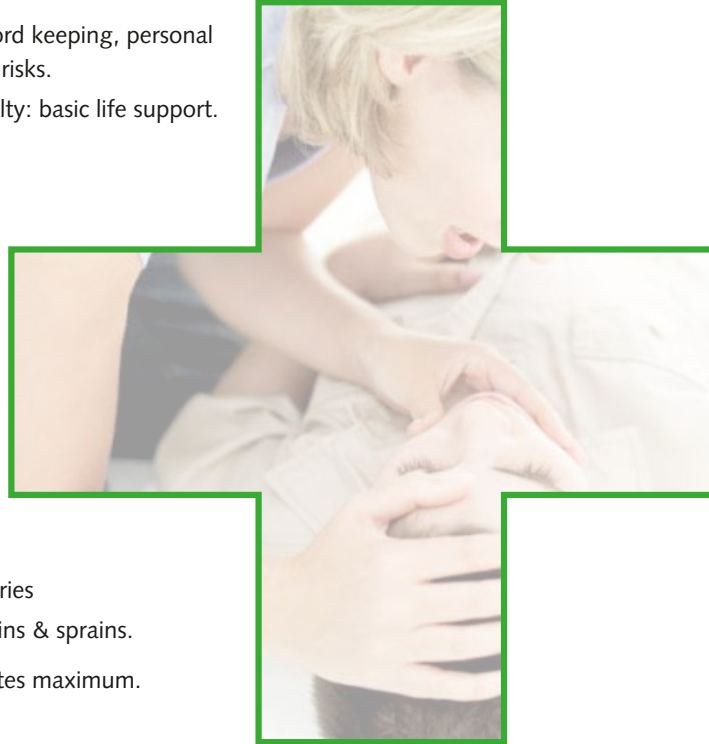 ord keeping, personal
risks.
lty: basic life support.
ries
ins & sprains.
tes maximum.